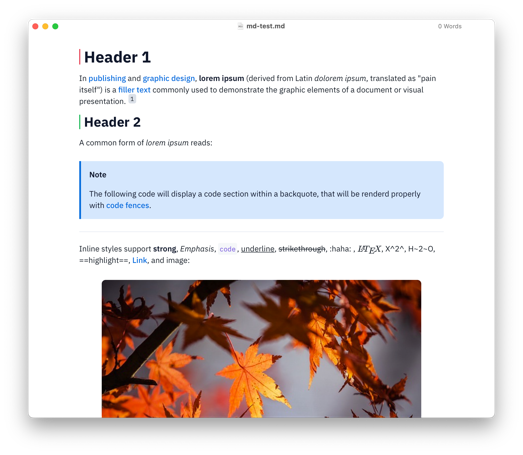 md-test.md
0 Words
Header 1
In publishing and graphic design, lorem ipsum (derived from Latin dolorem ipsum, translated as "pain
itself") is a filler text commonly used to demonstrate the graphic elements of a document or visual
presentation. 1
Header 2
A common form of lorem ipsum reads:
Note
The following code will display a code section within a backquote, that will be renderd properly
with code fences.
Inline styles support strong, Emphasis, code, underline, strikethrough, :haha: , LATEX, X^2^, H~2~O,
==highlight==, Link, and image: